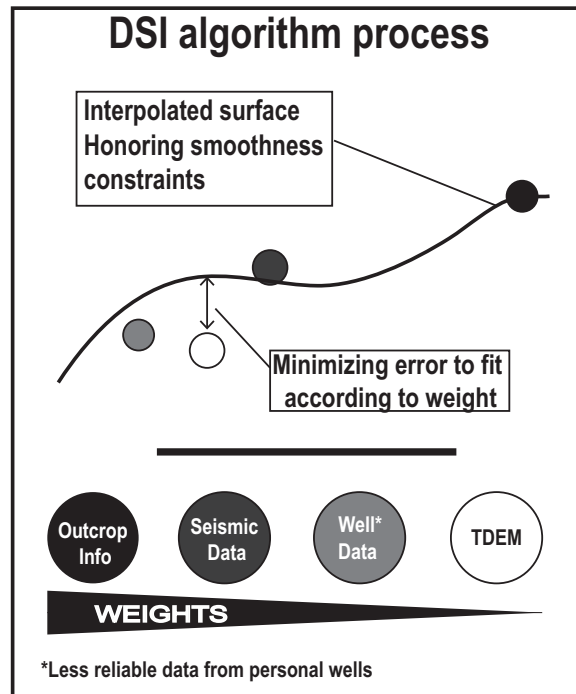 DSI algorithm process
Interpolated surface
Honoring smoothness
constraints
Minimizing error to fit
according to weight
Outcrop
Info
Seismic
Data
Well*
Data
TDEM
WEIGHTS
*Less reliable data from personal wells